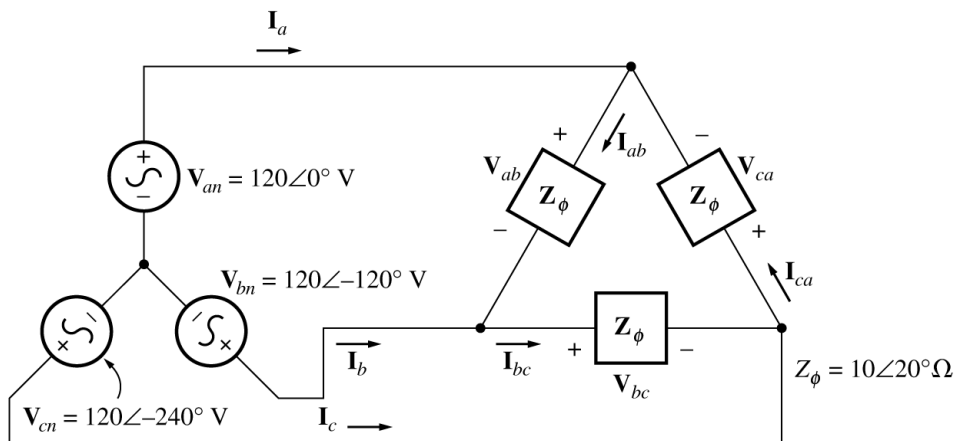 I_a
+
–
V_an = 120∠0° V
+
V_ab
–
Z_ϕ
I_ab
–
V_ca
Z_ϕ
+
I_ca
V_bn = 120∠–120° V
–
+
–
+
V_cn = 120∠–240° V
I_b
I_c
I_bc
+
Z_ϕ
–
V_bc
Z_ϕ = 10∠20°Ω